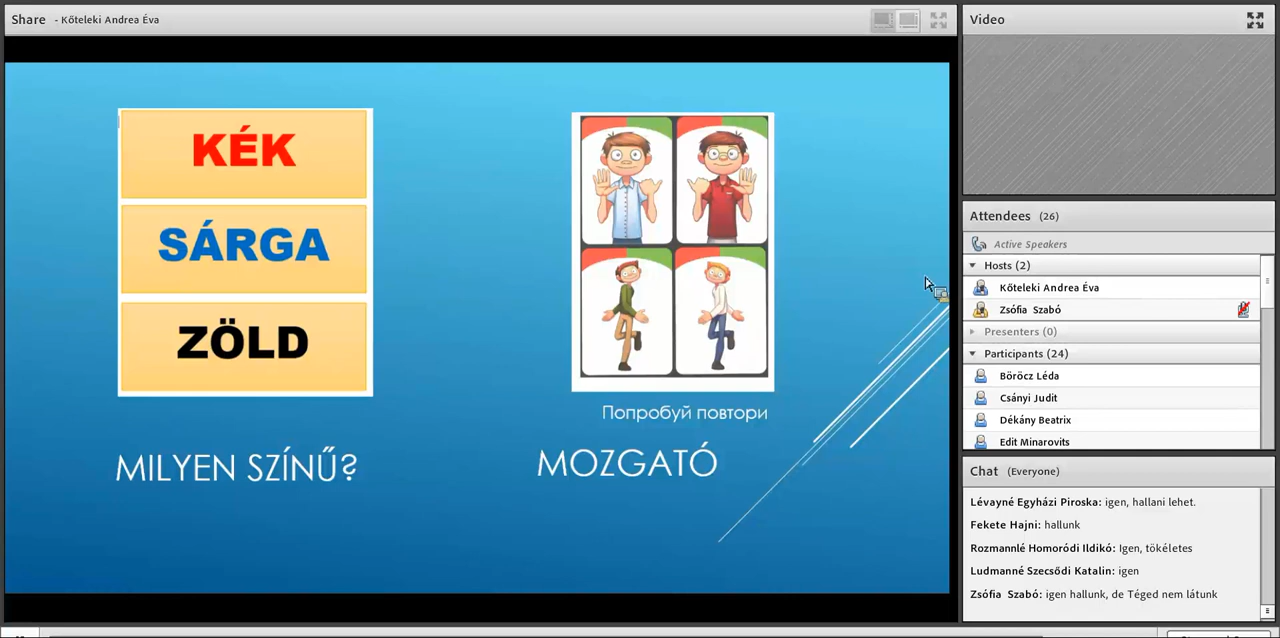 Share - Kőteleki Andrea Éva
KÉK
SÁRGA
ZÖLD
MILYEN SZÍNŰ?
Попробуй повтори
MOZGATÓ
Video
Attendees (26)
Active Speakers
Hosts (2)
Kőteleki Andrea Éva
Zsófia Szabó
Presenters (0)
Participants (24)
Böröcz Léda
Csányi Judit
Dékány Beatrix
Edit Minarovits
Chat (Everyone)
Lévayné Egyházi Piroska: igen, hallani lehet.
Fekete Hajni: hallunk
Rozmannlé Homoródi Ildikó: Igen, tökéletes
Ludmanné Szecsődi Katalin: igen
Zsófia Szabó: igen hallunk, de Téged nem látunk